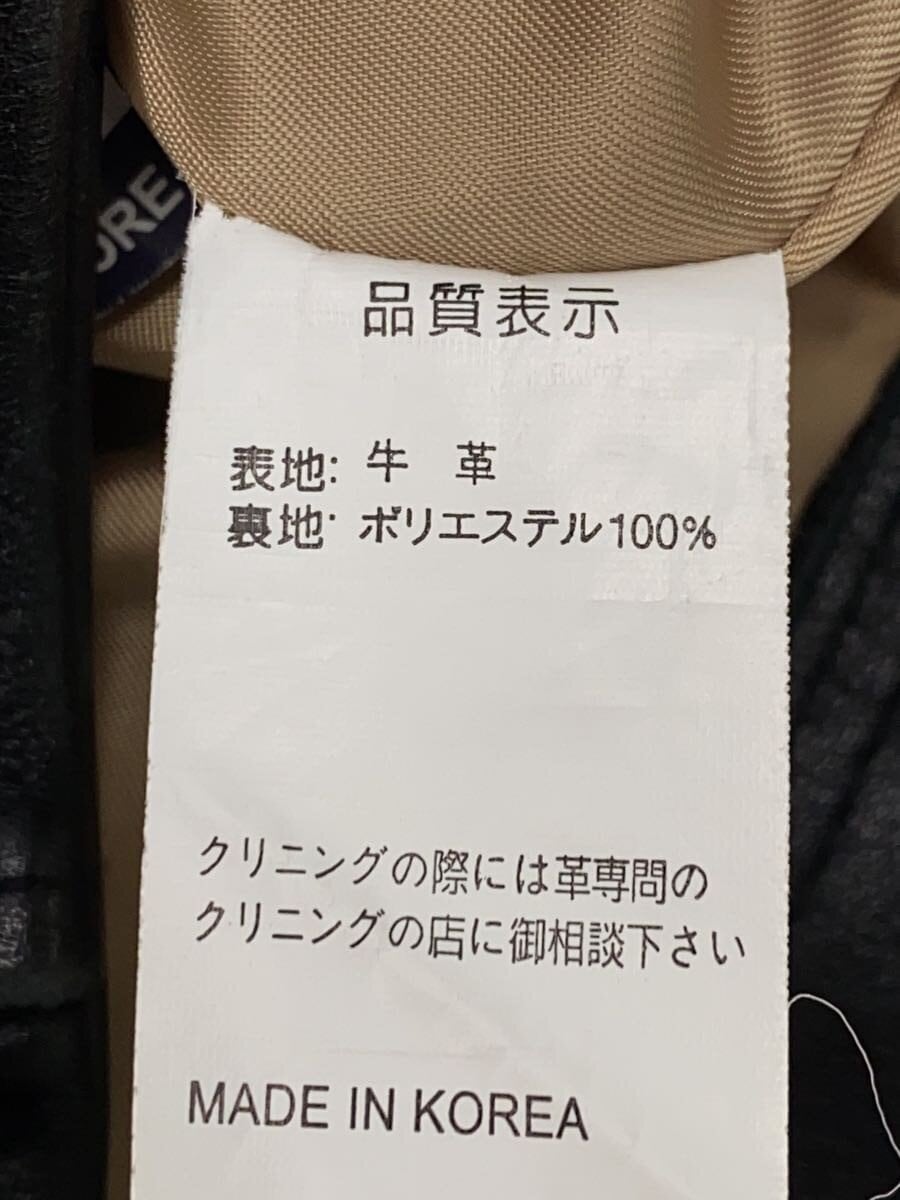 品質表示
表地: 牛 革
裏地: ポリエステル100%
クリニングの際には革専問の
クリニングの店に御相談下さい
MADE IN KOREA